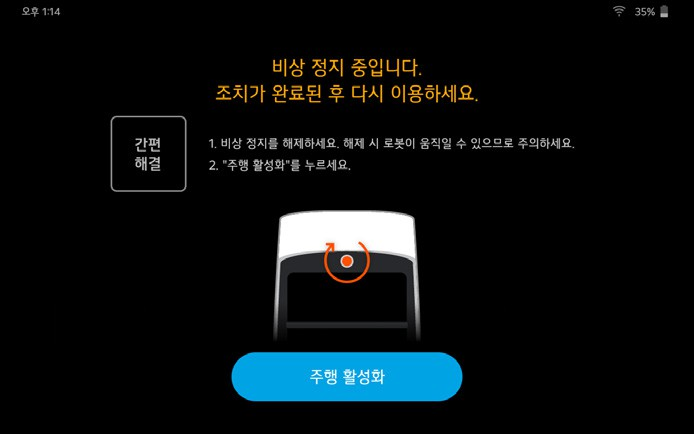 오후 1:14
35%
비상 정지 중입니다.
조치가 완료된 후 다시 이용하세요.
간편
해결
1. 비상 정지를 해제하세요. 해제 시 로봇이 움직일 수 있으므로 주의하세요.
2. "주행 활성화"를 누르세요.
주행 활성화